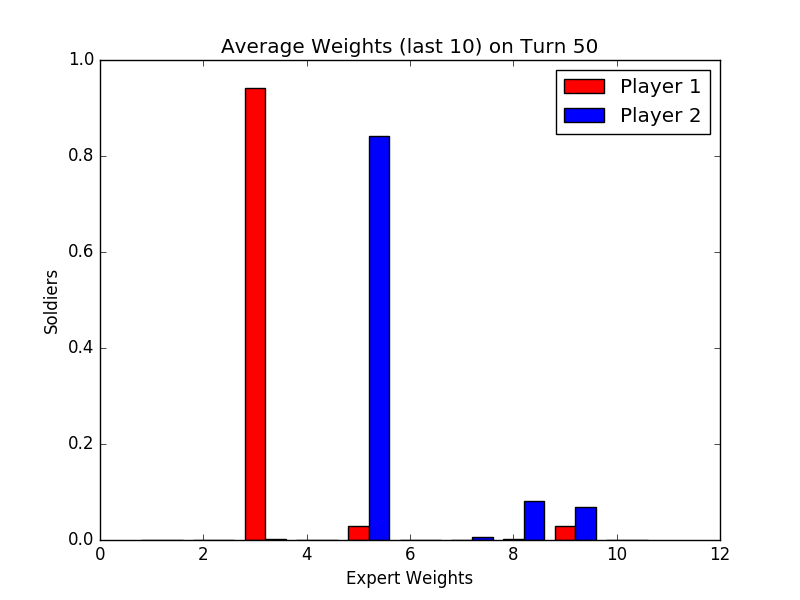 Average Weights (last 10) on Turn 50
1.0
0.8
0.6
0.4
0.2
0.0
Soldiers
Player 1
Player 2
0 2 4 6 8 10 12
Expert Weights